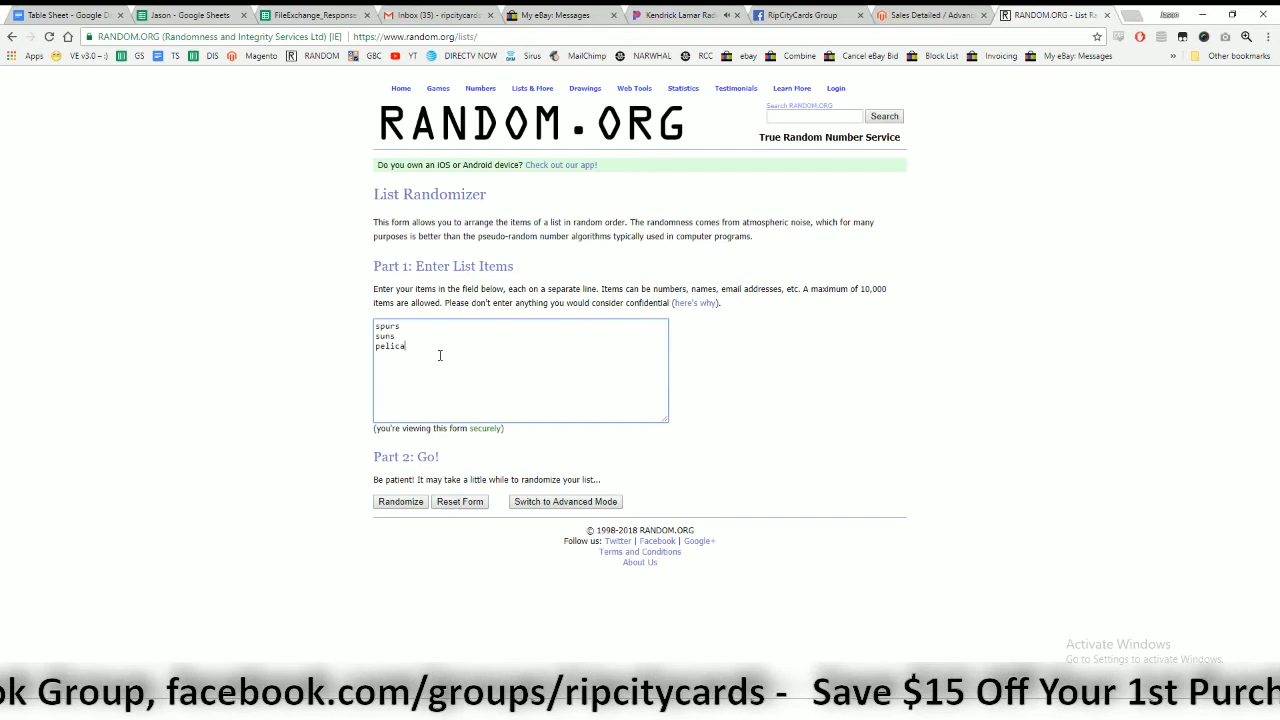 Table Sheet - Google D
Jason - Google Sheets
FileExchange_Response
Inbox (35) - ripcitycards
My eBay: Messages
Kendrick Lamar Rad
RipCityCards Group
Sales Detailed / Advan
RANDOM.ORG - List Ra
Jason
RANDOM.ORG (Randomness and Integrity Services Ltd) [IE]
https://www.random.org/lists/
Apps
VE v3.0 --:)
GS
TS
DIS
Magento
RANDOM
GBC
YT
DIRECTV NOW
Sirus
MailChimp
NARWHAL
RCC
ebay
Combine
Cancel eBay Bid
Block List
Invoicing
My eBay: Messages
»
Other bookmarks
Home
Games
Numbers
Lists & More
Drawings
Web Tools
Statistics
Testimonials
Learn More
Login
RANDOM.ORG
Search RANDOM.ORG
Search
True Random Number Service
Do you own an iOS or Android device? Check out our app!
List Randomizer
This form allows you to arrange the items of a list in random order. The randomness comes from atmospheric noise, which for many
purposes is better than the pseudo-random number algorithms typically used in computer programs.
Part 1: Enter List Items
Enter your items in the field below, each on a separate line. Items can be numbers, names, email addresses, etc. A maximum of 10,000
items are allowed. Please don't enter anything you would consider confidential (here's why).
spurs
suns
pelica
(you're viewing this form securely)
Part 2: Go!
Be patient! It may take a little while to randomize your list...
Randomize
Reset Form
Switch to Advanced Mode
© 1998-2018 RANDOM.ORG
Follow us: Twitter | Facebook | Google+
Terms and Conditions
About Us
Activate Windows
Go to Settings to activate Windows.
ok Group, facebook.com/groups/ripcitycards - Save $15 Off Your 1st Purch